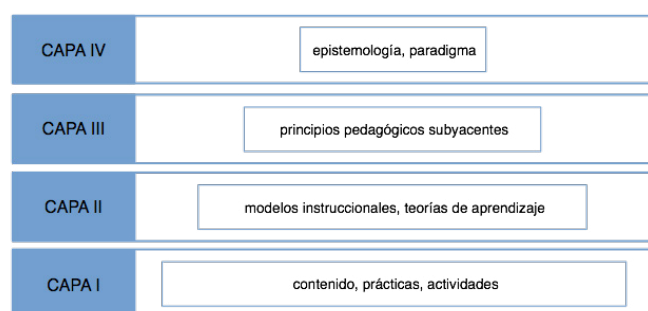 CAPA IV
epistemología, paradigma
CAPA III
principios pedagógicos subyacentes
CAPA II
modelos instruccionales, teorías de aprendizaje
CAPA I
contenido, prácticas, actividades